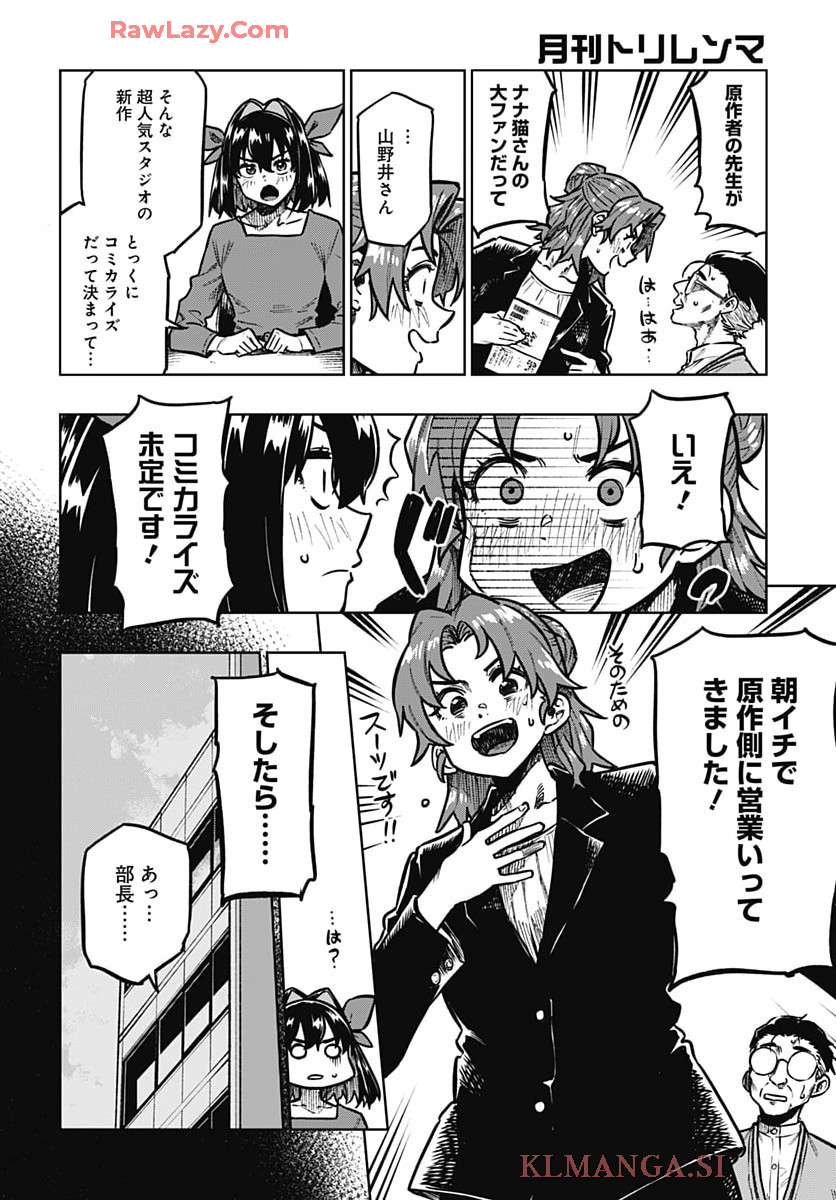 RawLazy.Com
月刊トリレンマ
原作者の先生が
ナナ猫さんの
大ファンだって
は…はぁ
…
山野井さん
そんな
超人気スタジオの
新作
とっくに
コミカライズ
だって決まって…
いえ！
コミカライズ
未定です！
朝イチで
原作側に営業いって
きました！
そのための
スーツです!!
…は？
そしたら……
あっ…
部長……
KLMANGA.SI